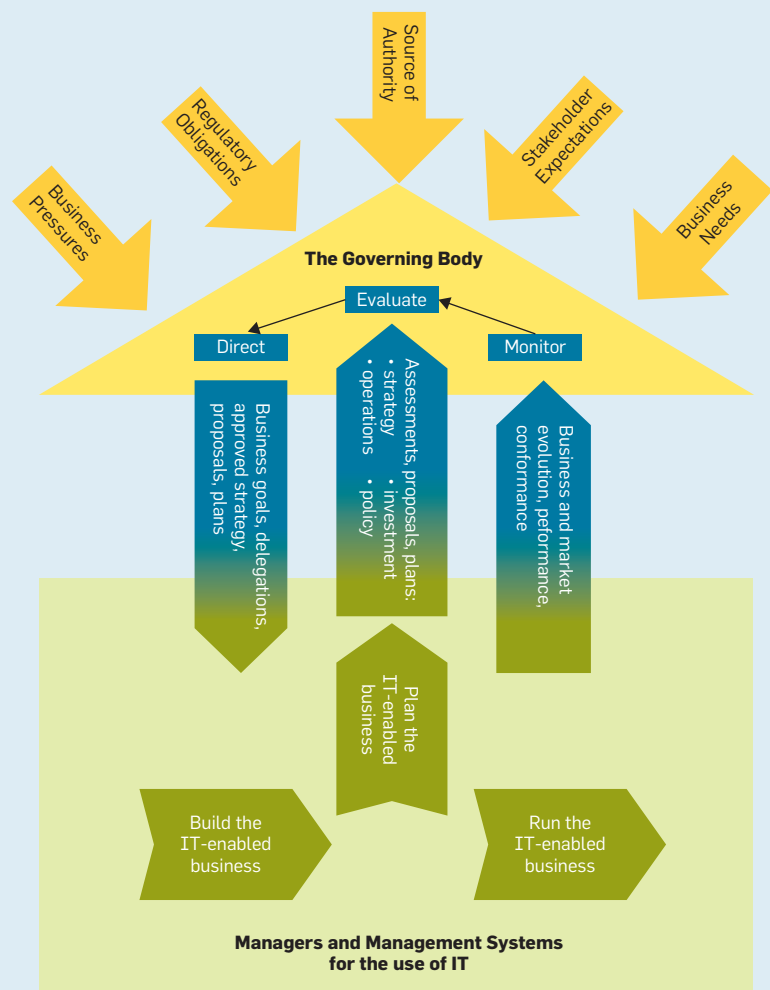 Business
Pressures
Regulatory
Obligations
Source of
Authority
Stakeholder
Expectations
Business
Needs
The Governing Body
Evaluate
Direct
Monitor
Business goals, delegations,
approved strategy,
proposals, plans
Assessments, proposals, plans:
• strategy • investment
• operations • policy
Business and market
evolution, peformance,
conformance
Plan the
IT-enabled
business
Build the
IT-enabled
business
Run the
IT-enabled
business
Managers and Management Systems
for the use of IT